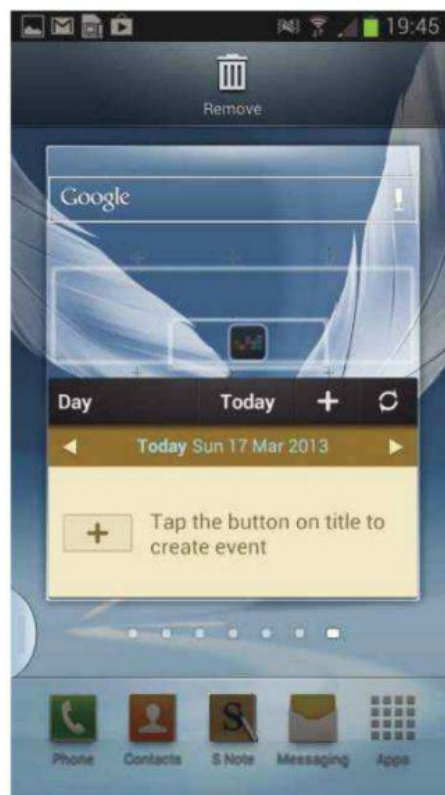 19:45
Remove
Google
Day Today +
Today Sun 17 Mar 2013
+ Tap the button on title to
create event
Phone Contacts S Note Messaging Apps